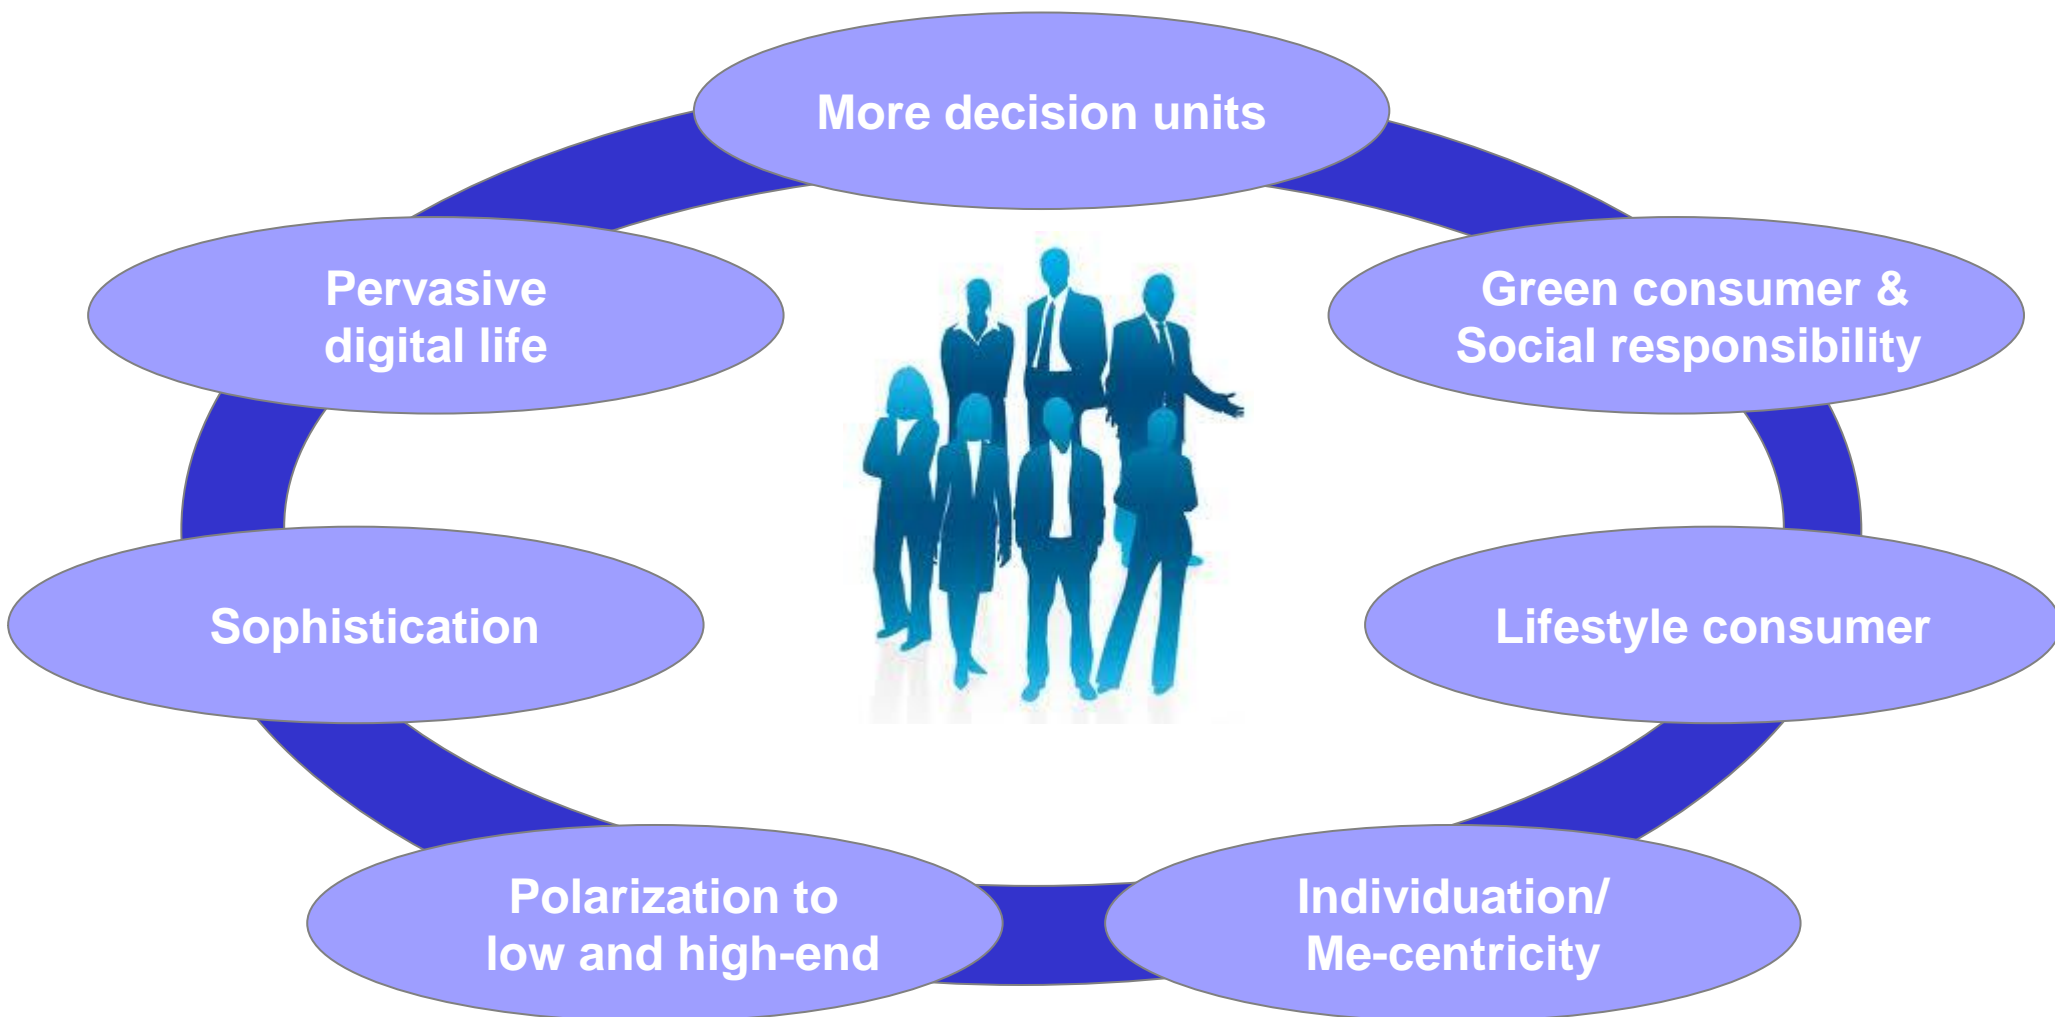 More decision units
Pervasive
digital life
Green consumer &
Social responsibility
Sophistication
Lifestyle consumer
Polarization to
low and high-end
Individuation/
Me-centricity